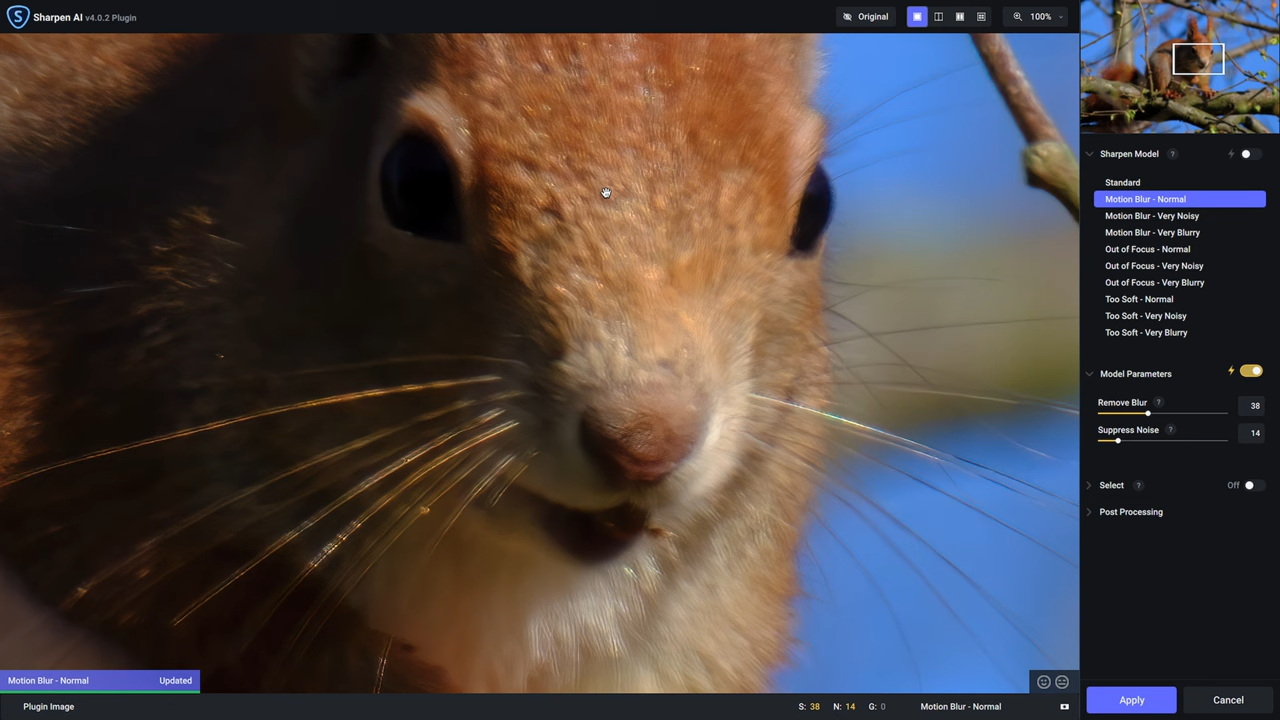 Sharpen AI v4.0.2 Plugin
Original
100%
Sharpen Model ?
Standard
Motion Blur - Normal
Motion Blur - Very Noisy
Motion Blur - Very Blurry
Out of Focus - Normal
Out of Focus - Very Noisy
Out of Focus - Very Blurry
Too Soft - Normal
Too Soft - Very Noisy
Too Soft - Very Blurry
Model Parameters
Remove Blur ? 38
Suppress Noise ? 14
Select ? Off
Post Processing
Motion Blur - Normal Updated
Plugin Image
S: 38 N: 14 G: 0 Motion Blur - Normal
Apply Cancel